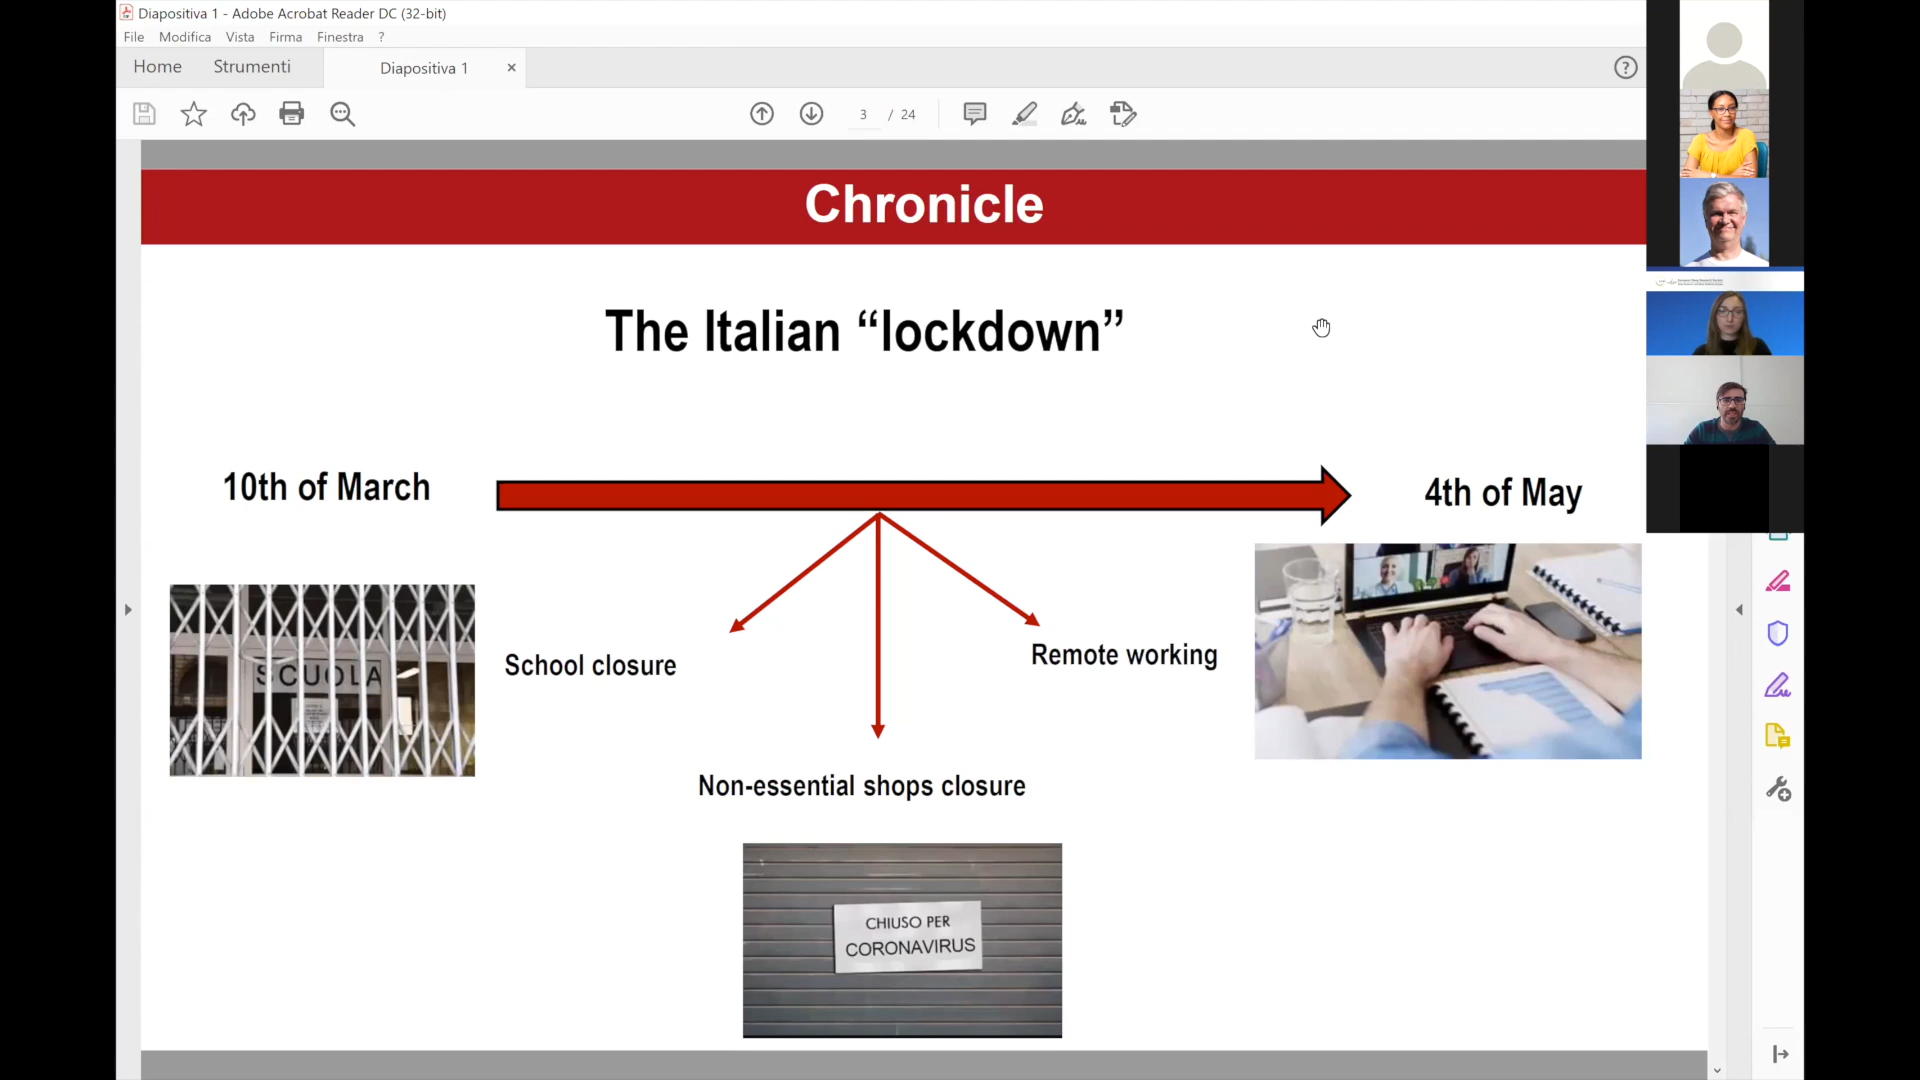 Diapositiva 1 - Adobe Acrobat Reader DC (32-bit)
File Modifica Vista Firma Finestra ?
Home Strumenti Diapositiva 1
3 / 24
Chronicle
The Italian “lockdown”
10th of March
4th of May
SCUOLA
School closure
Remote working
Non-essential shops closure
CHIUSO PER
CORONAVIRUS